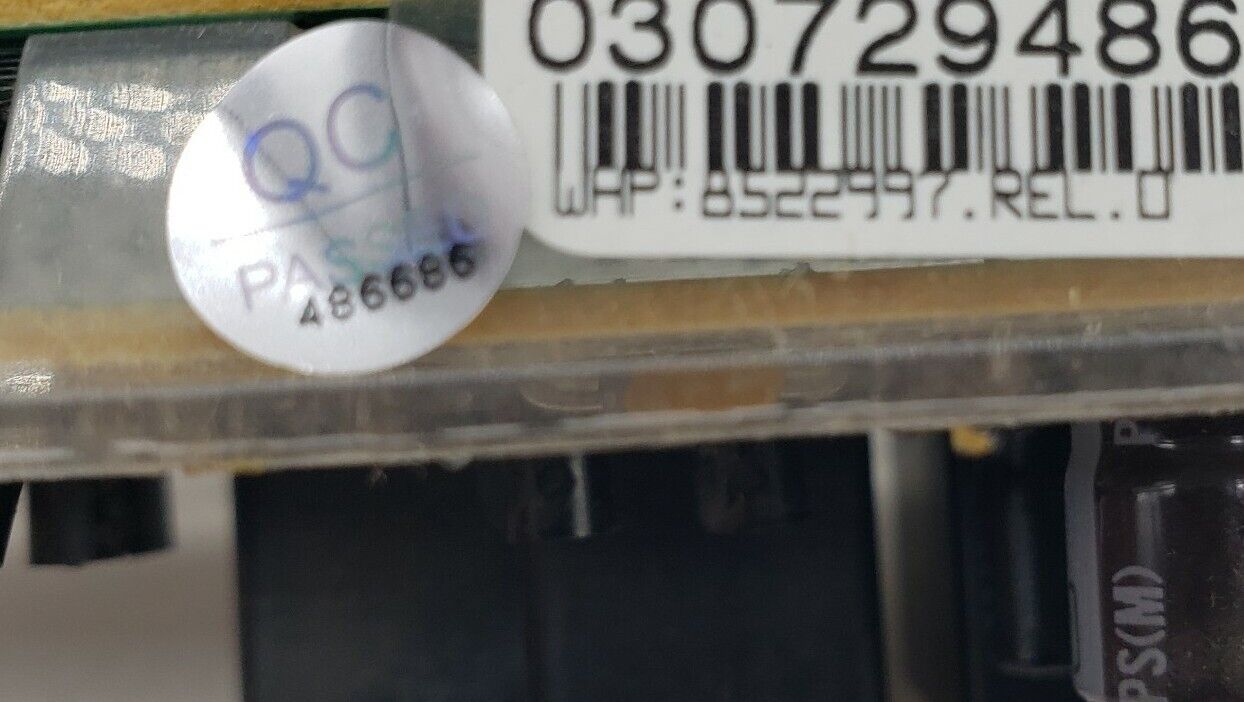 030729486
WAP:8522997.REL.0
QC
PASSED
486686
PS(M)